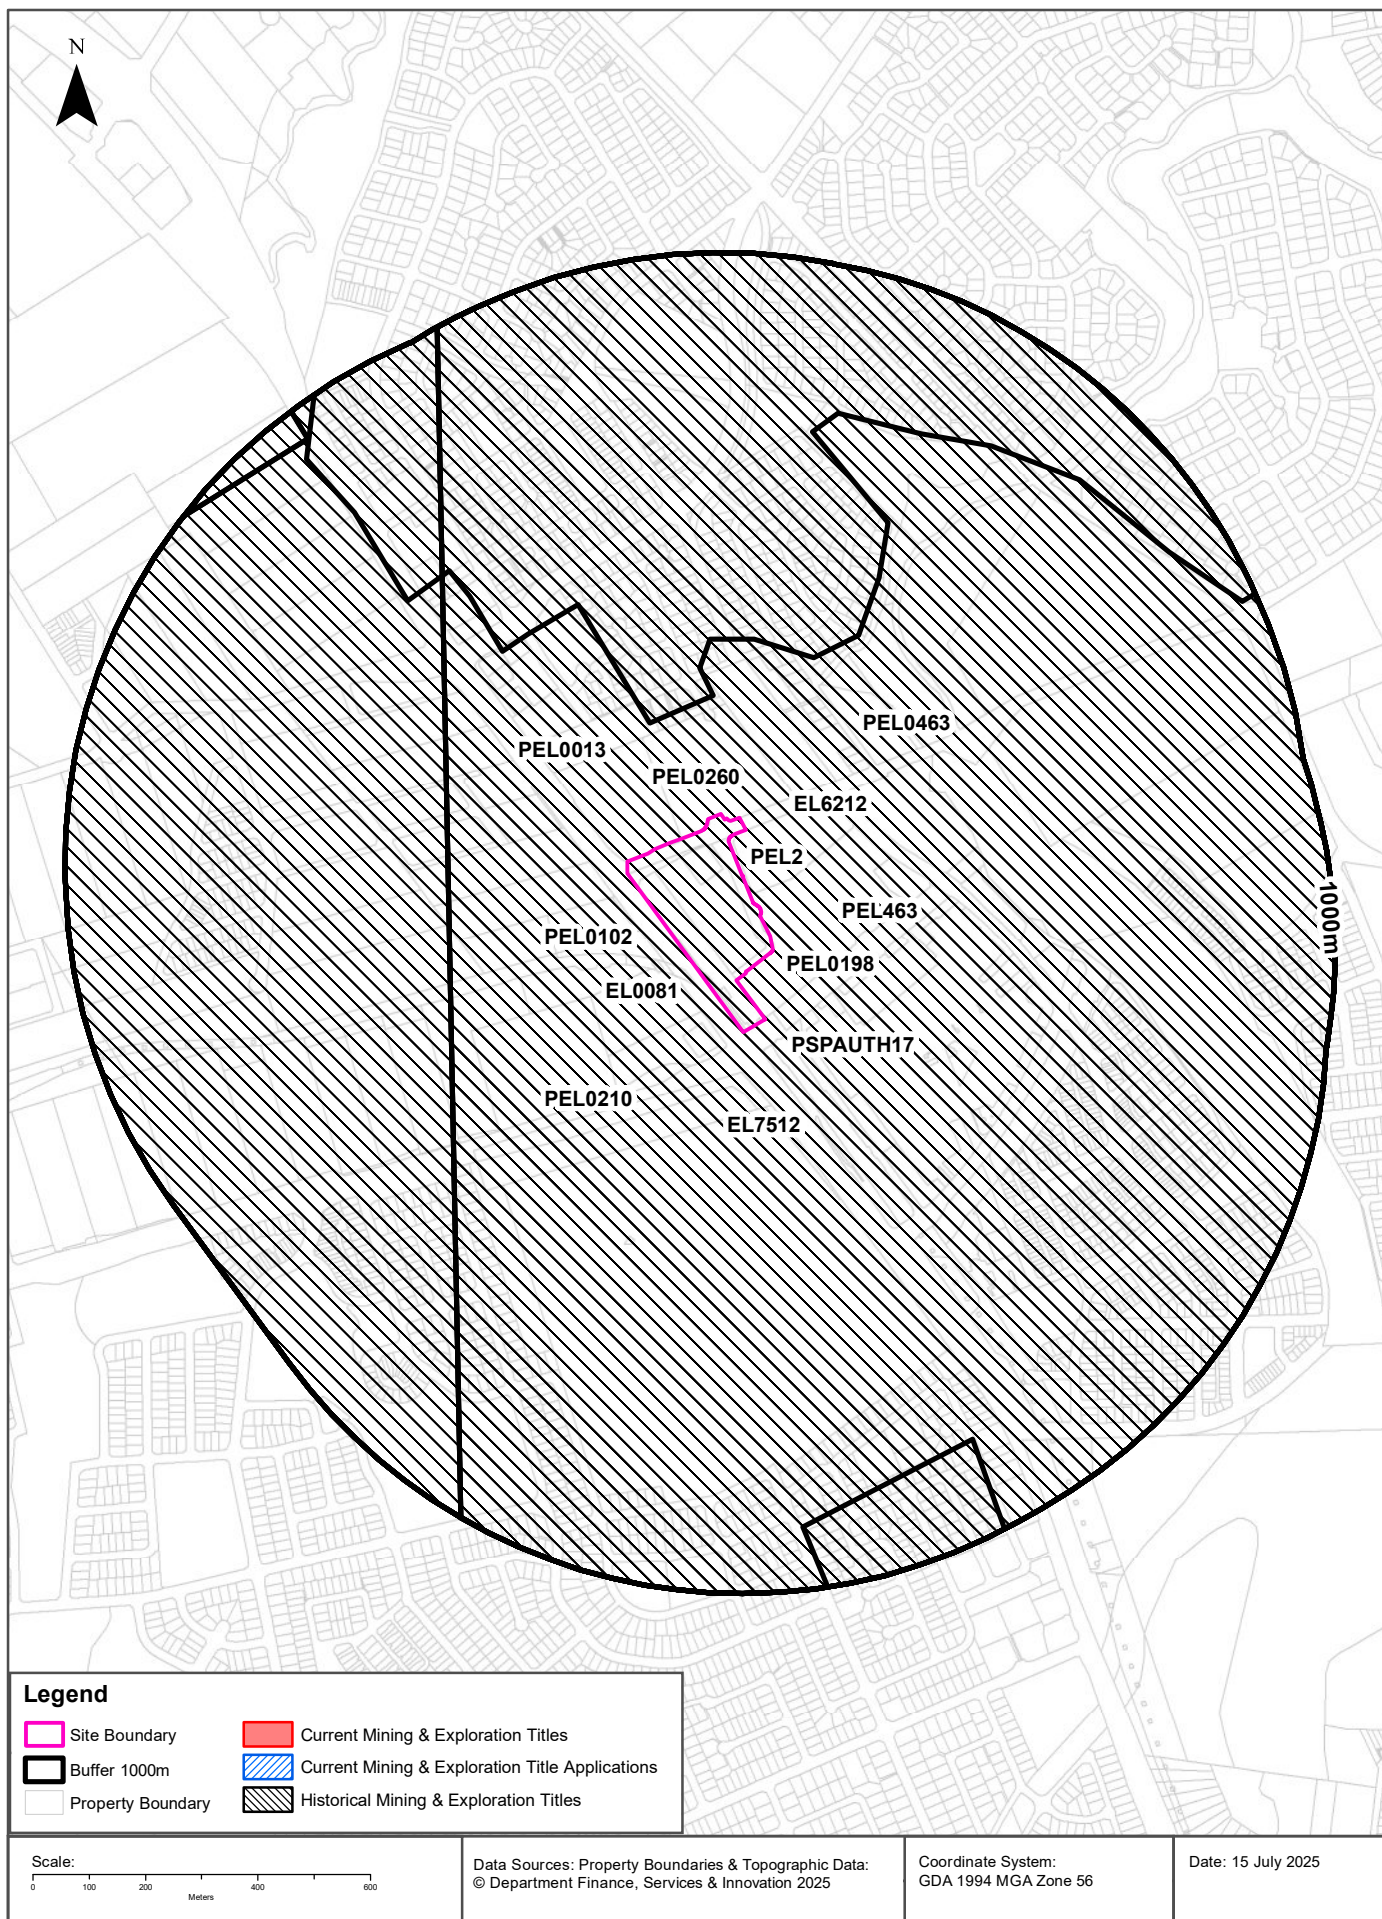 N
PEL0463
PEL0013
PEL0260
EL6212
PEL2
PEL463
1000m
PEL0102
PEL0198
EL0081
PSPAUTH17
PEL0210
EL7512
Legend
Site Boundary
Buffer 1000m
Property Boundary
Current Mining & Exploration Titles
Current Mining & Exploration Title Applications
Historical Mining & Exploration Titles
Scale:
0 100 200 400 600
Meters
Data Sources: Property Boundaries & Topographic Data:
© Department Finance, Services & Innovation 2025
Coordinate System:
GDA 1994 MGA Zone 56
Date: 15 July 2025